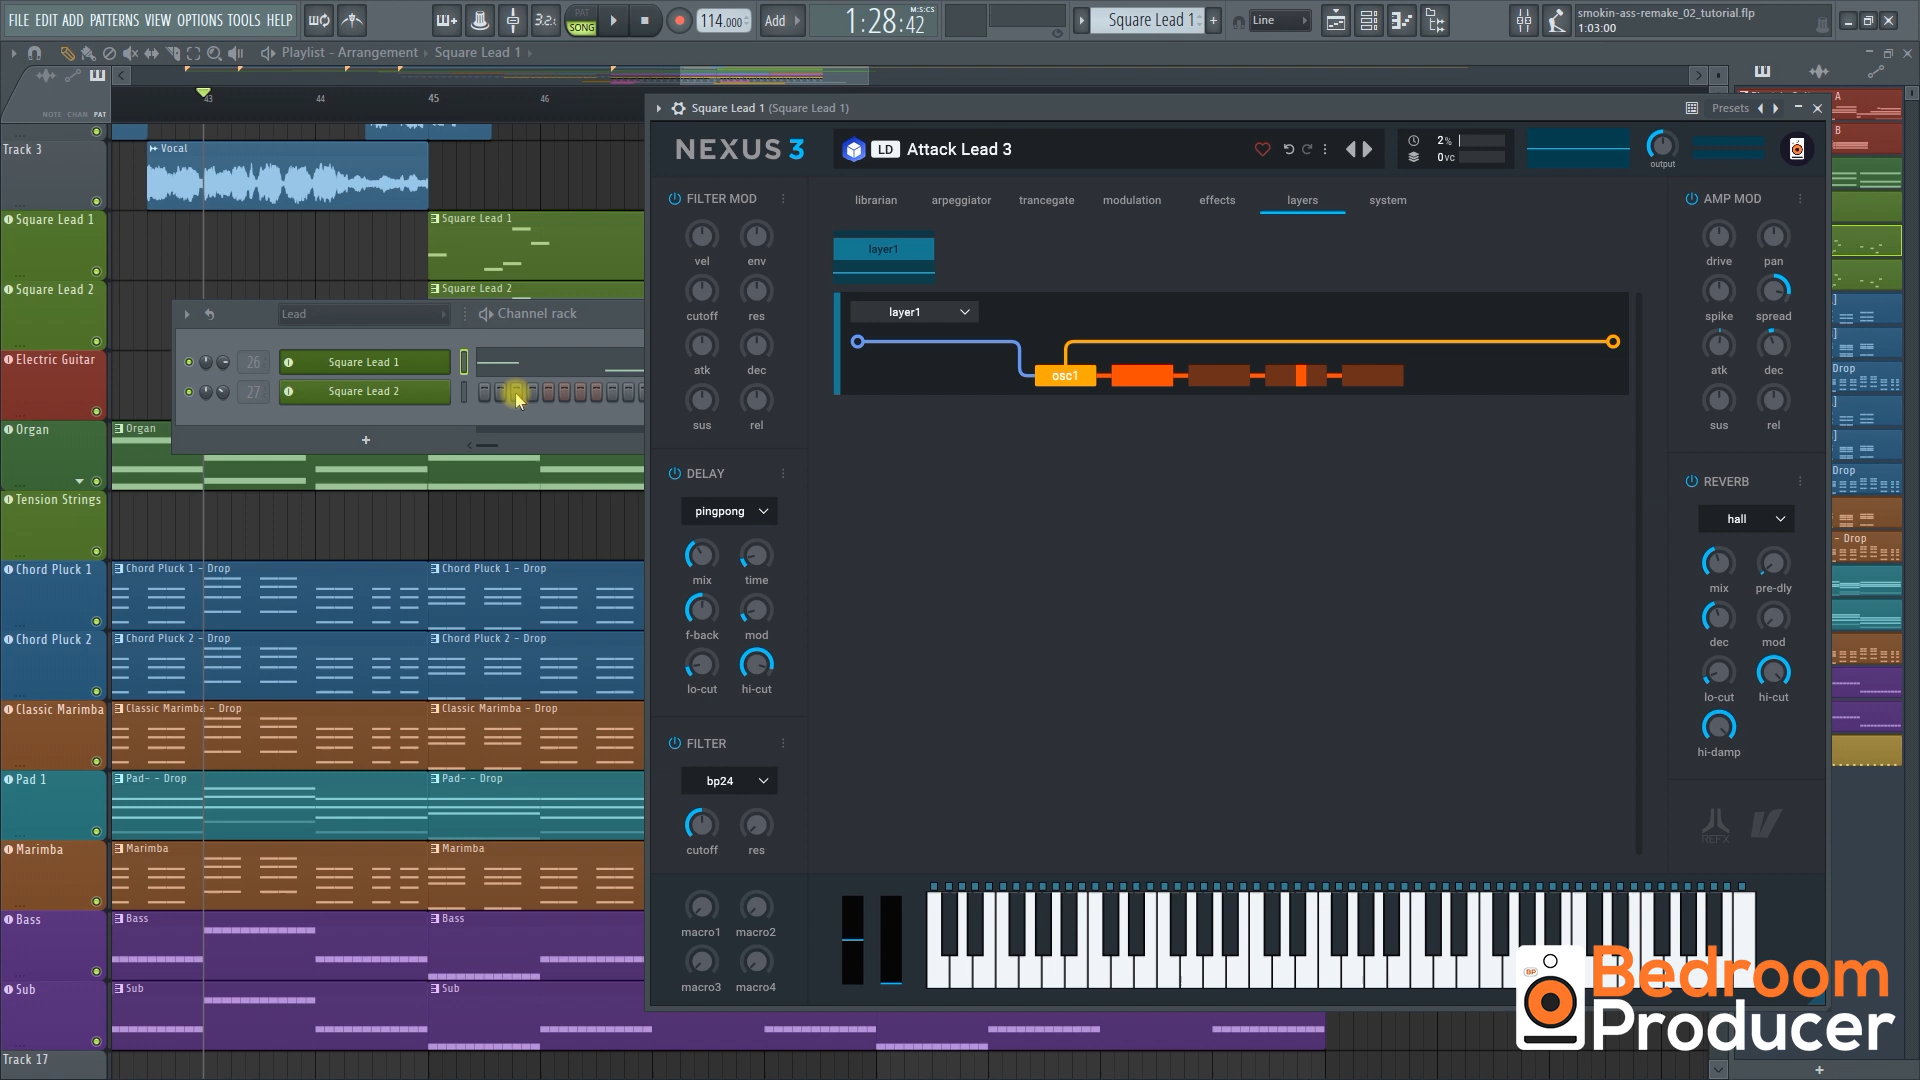 FILE EDIT ADD PATTERNS VIEW OPTIONS TOOLS HELP
3.2.
PAT
SONG
114.000
Add
1:28:42
M:S:CS
Square Lead 1
Line
smokin-ass-remake_02_tutorial.flp
1:03:00
Playlist - Arrangement
Square Lead 1
NOTE CHAN PAT
43
44
45
46
Track 3
Vocal
Square Lead 1
Square Lead 1
Square Lead 2
Square Lead 2
Lead
Channel rack
26
Square Lead 1
27
Square Lead 2
Electric Guitar
Organ
Organ
Tension Strings
Chord Pluck 1
Chord Pluck 1 - Drop
Chord Pluck 1 - Drop
Chord Pluck 2
Chord Pluck 2 - Drop
Chord Pluck 2 - Drop
Classic Marimba
Classic Marimba - Drop
Classic Marimba - Drop
Pad 1
Pad- - Drop
Pad- - Drop
Marimba
Marimba
Marimba
Bass
Bass
Bass
Sub
Sub
Sub
Track 17
Square Lead 1 (Square Lead 1)
Presets
NEXUS 3
LD
Attack Lead 3
2%
0vc
output
FILTER MOD
vel
env
cutoff
res
atk
dec
sus
rel
DELAY
pingpong
mix
time
f-back
mod
lo-cut
hi-cut
FILTER
bp24
cutoff
res
macro1
macro2
macro3
macro4
librarian
arpeggiator
trancegate
modulation
effects
layers
system
layer1
layer1
osc1
AMP MOD
drive
pan
spike
spread
atk
dec
sus
rel
REVERB
hall
mix
pre-dly
dec
mod
lo-cut
hi-cut
hi-damp
REFX
A
B
Drop
Drop
- Drop
BP
Bedroom
Producer